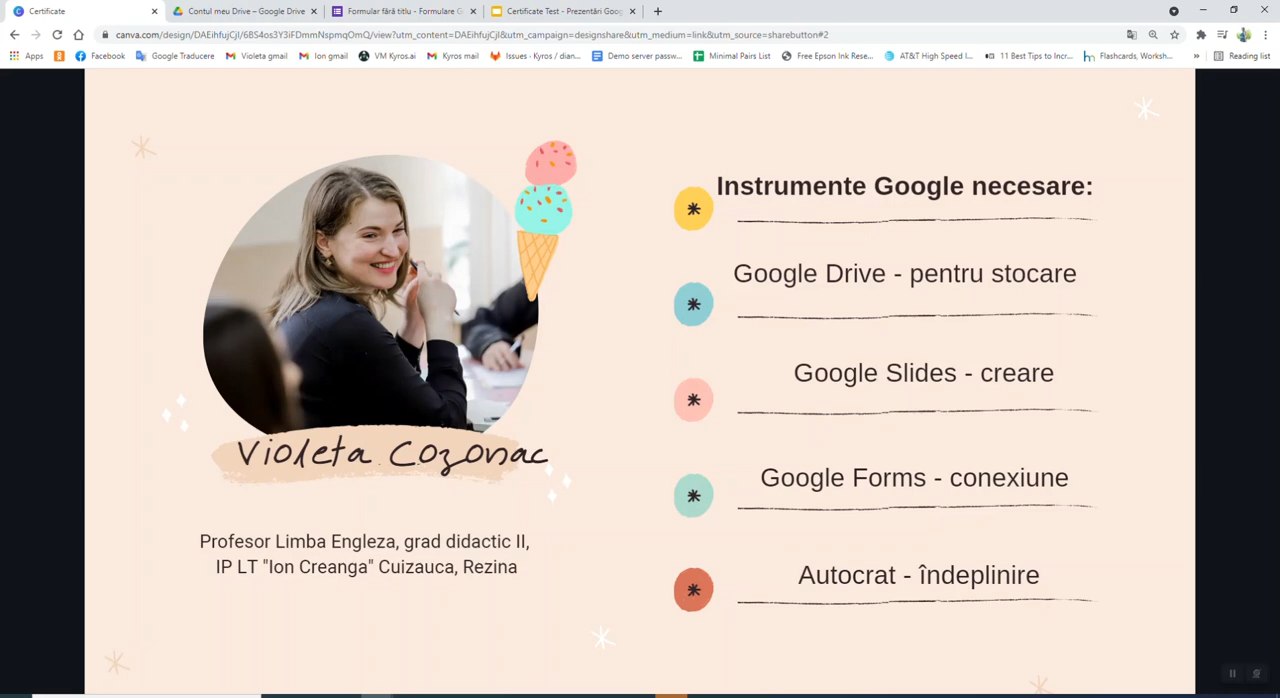 Certificate
Contul meu Drive – Google Drive
Formular fără titlu - Formulare G
Certificate Test - Prezentări Goog
canva.com/design/DAEihfujCjI/6BS4os3Y3iFDmmNspmqOmQ/view?utm_content=DAEihfujCjI&utm_campaign=designshare&utm_medium=link&utm_source=sharebutton#2
Apps
Facebook
Google Traducere
Violeta gmail
Ion gmail
VM Kyros.ai
Kyros mail
Issues · Kyros / dian...
Demo server passw...
Minimal Pairs List
Free Epson Ink Rese...
AT&T High Speed I...
11 Best Tips to Incr...
Flashcards, Worksh...
Reading list
Violeta Cozonac
Profesor Limba Engleza, grad didactic II,
IP LT "Ion Creanga" Cuizauca, Rezina
Instrumente Google necesare:
Google Drive - pentru stocare
Google Slides - creare
Google Forms - conexiune
Autocrat - îndeplinire